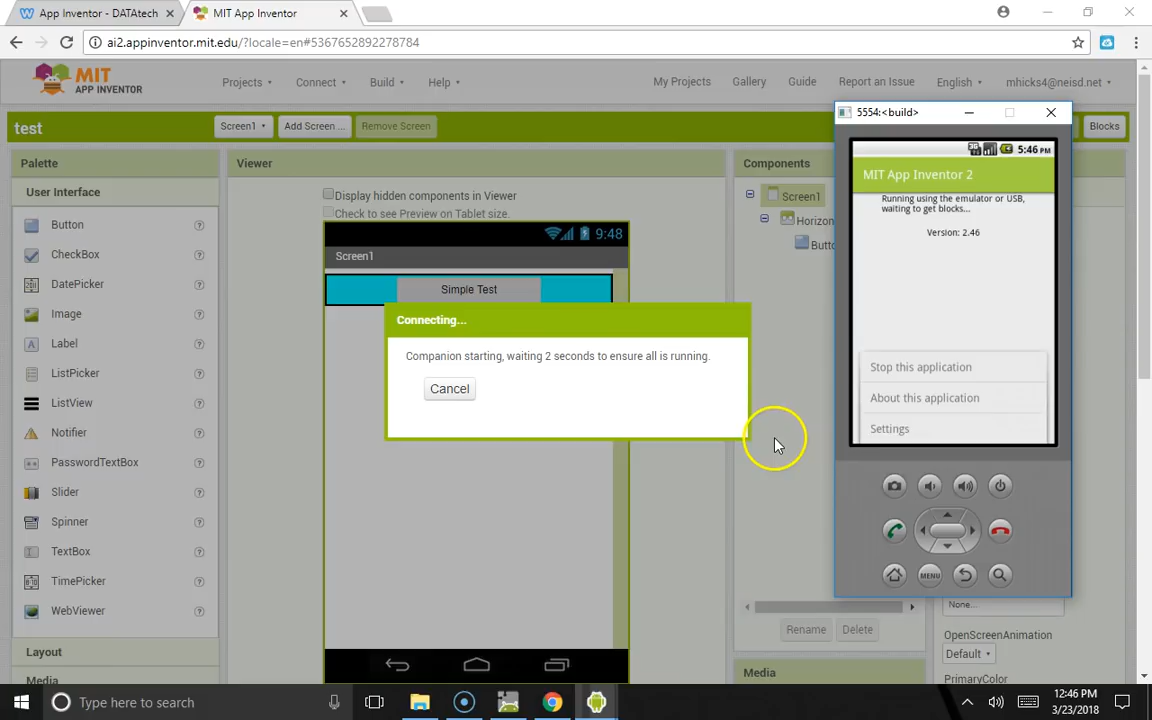 App Inventor - DATAtech
MIT App Inventor
ai2.appinventor.mit.edu/?locale=en#5367652892278784
MIT
APP INVENTOR
Projects
Connect
Build
Help
My Projects
Gallery
Guide
Report an Issue
English
mhicks4@neisd.net
test
Screen1
Add Screen ...
Remove Screen
Blocks
Palette
User Interface
Button
CheckBox
DatePicker
Image
Label
ListPicker
ListView
Notifier
PasswordTextBox
Slider
Spinner
TextBox
TimePicker
WebViewer
Layout
Media
Viewer
Display hidden components in Viewer
Check to see Preview on Tablet size.
9:48
Screen1
Simple Test
Connecting...
Companion starting, waiting 2 seconds to ensure all is running.
Cancel
Components
Screen1
Horizon
Butto
Rename
Delete
Media
None...
OpenScreenAnimation
Default
PrimaryColor
5554:<build>
5:46 PM
MIT App Inventor 2
Running using the emulator or USB,
waiting to get blocks...
Version: 2.46
Stop this application
About this application
Settings
MENU
Type here to search
12:46 PM
3/23/2018